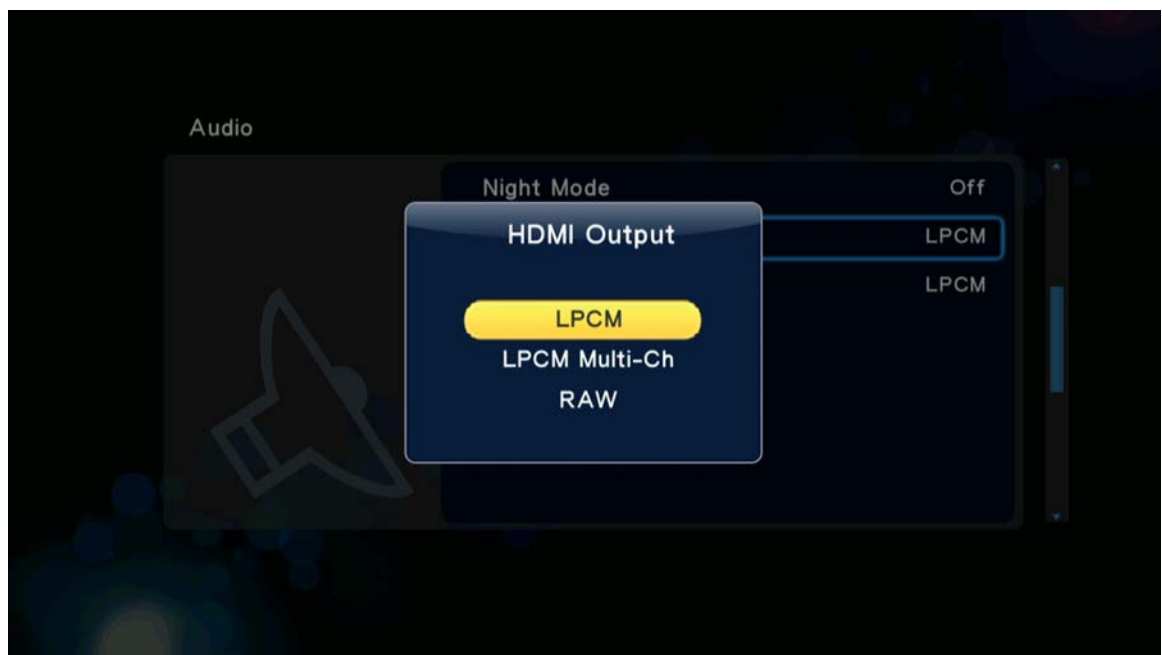 Audio
Night Mode Off
HDMI Output LPCM
LPCM
LPCM
LPCM Multi-Ch
RAW